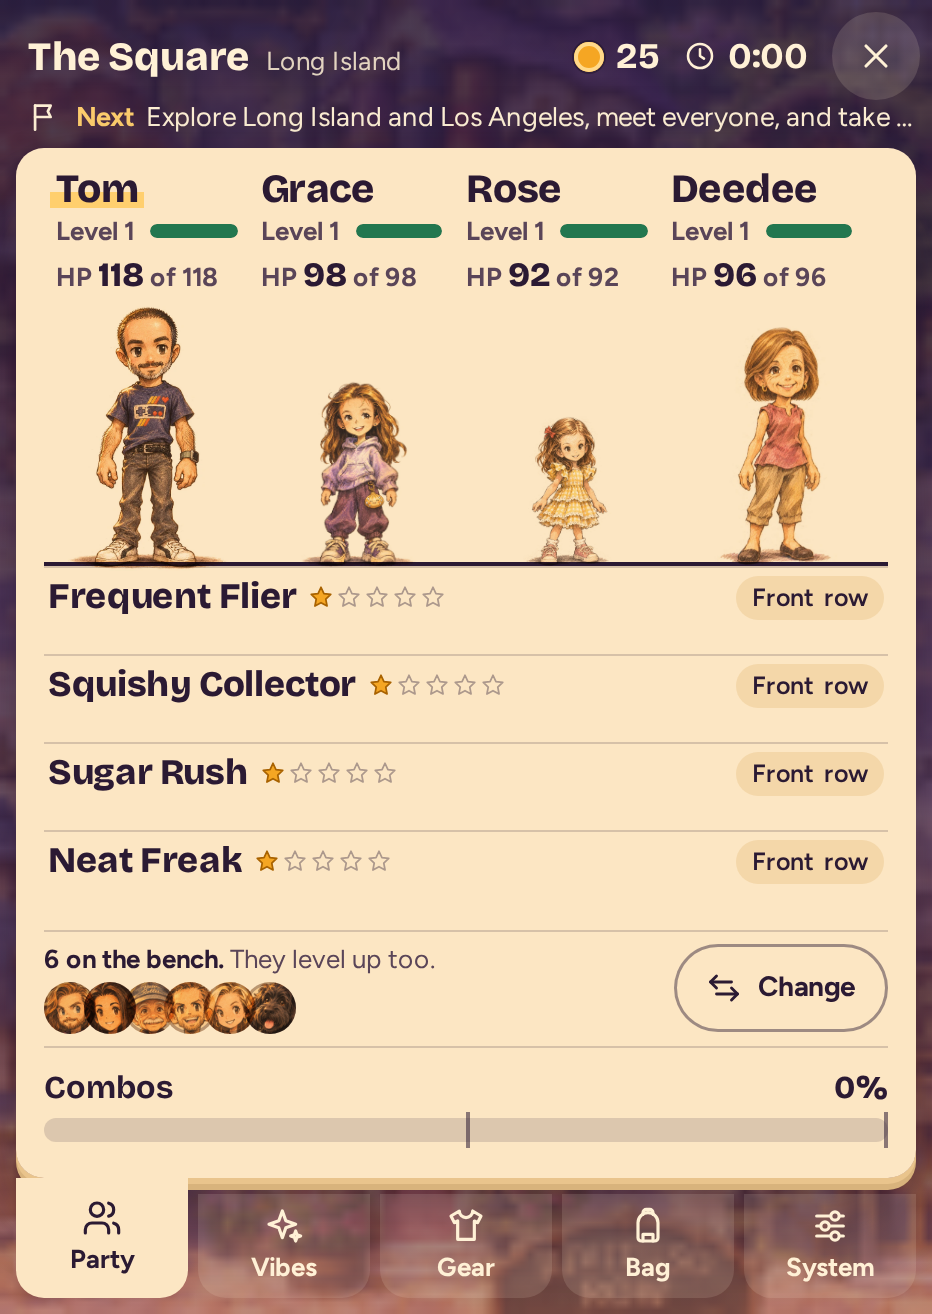 The Square Long Island 25 0:00
Next Explore Long Island and Los Angeles, meet everyone, and take ...
Tom Grace Rose Deedee
Level 1 Level 1 Level 1 Level 1
HP 118 of 118 HP 98 of 98 HP 92 of 92 HP 96 of 96
Frequent Flier Front row
Squishy Collector Front row
Sugar Rush Front row
Neat Freak Front row
6 on the bench. They level up too.
Change
Combos 0%
Party Vibes Gear Bag System